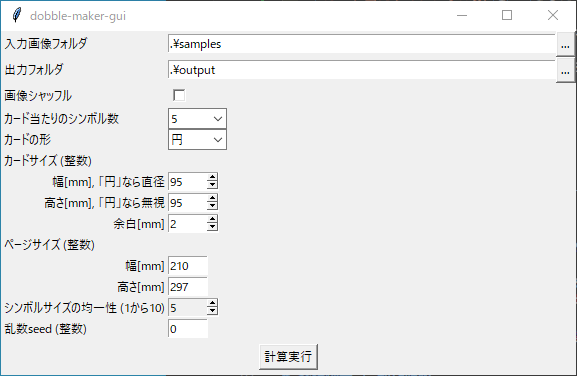 dobble-maker-gui
入力画像フォルダ .¥samples ...
出力フォルダ .¥output ...
画像シャッフル
カード当たりのシンボル数 5
カードの形 円
カードサイズ (整数)
幅[mm], 「円」なら直径 95
高さ[mm], 「円」なら無視 95
余白[mm] 2
ページサイズ (整数)
幅[mm] 210
高さ[mm] 297
シンボルサイズの均一性 (1から10) 5
乱数seed (整数) 0
計算実行